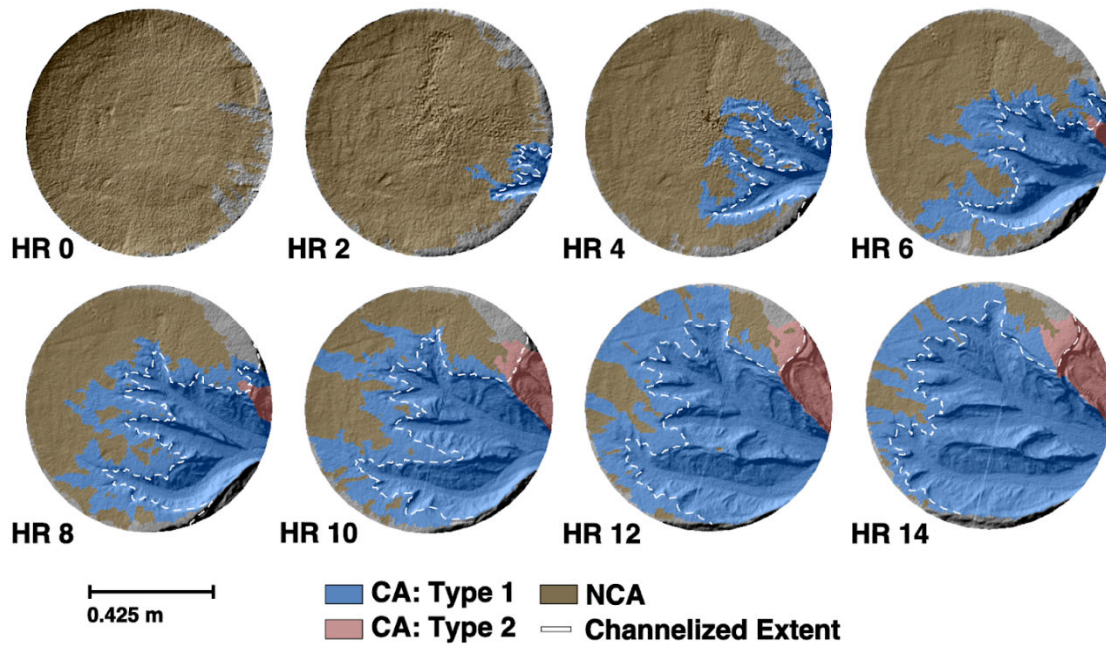 HR 0
HR 2
HR 4
HR 6
HR 8
HR 10
HR 12
HR 14
0.425 m
CA: Type 1
NCA
CA: Type 2
Channelized Extent